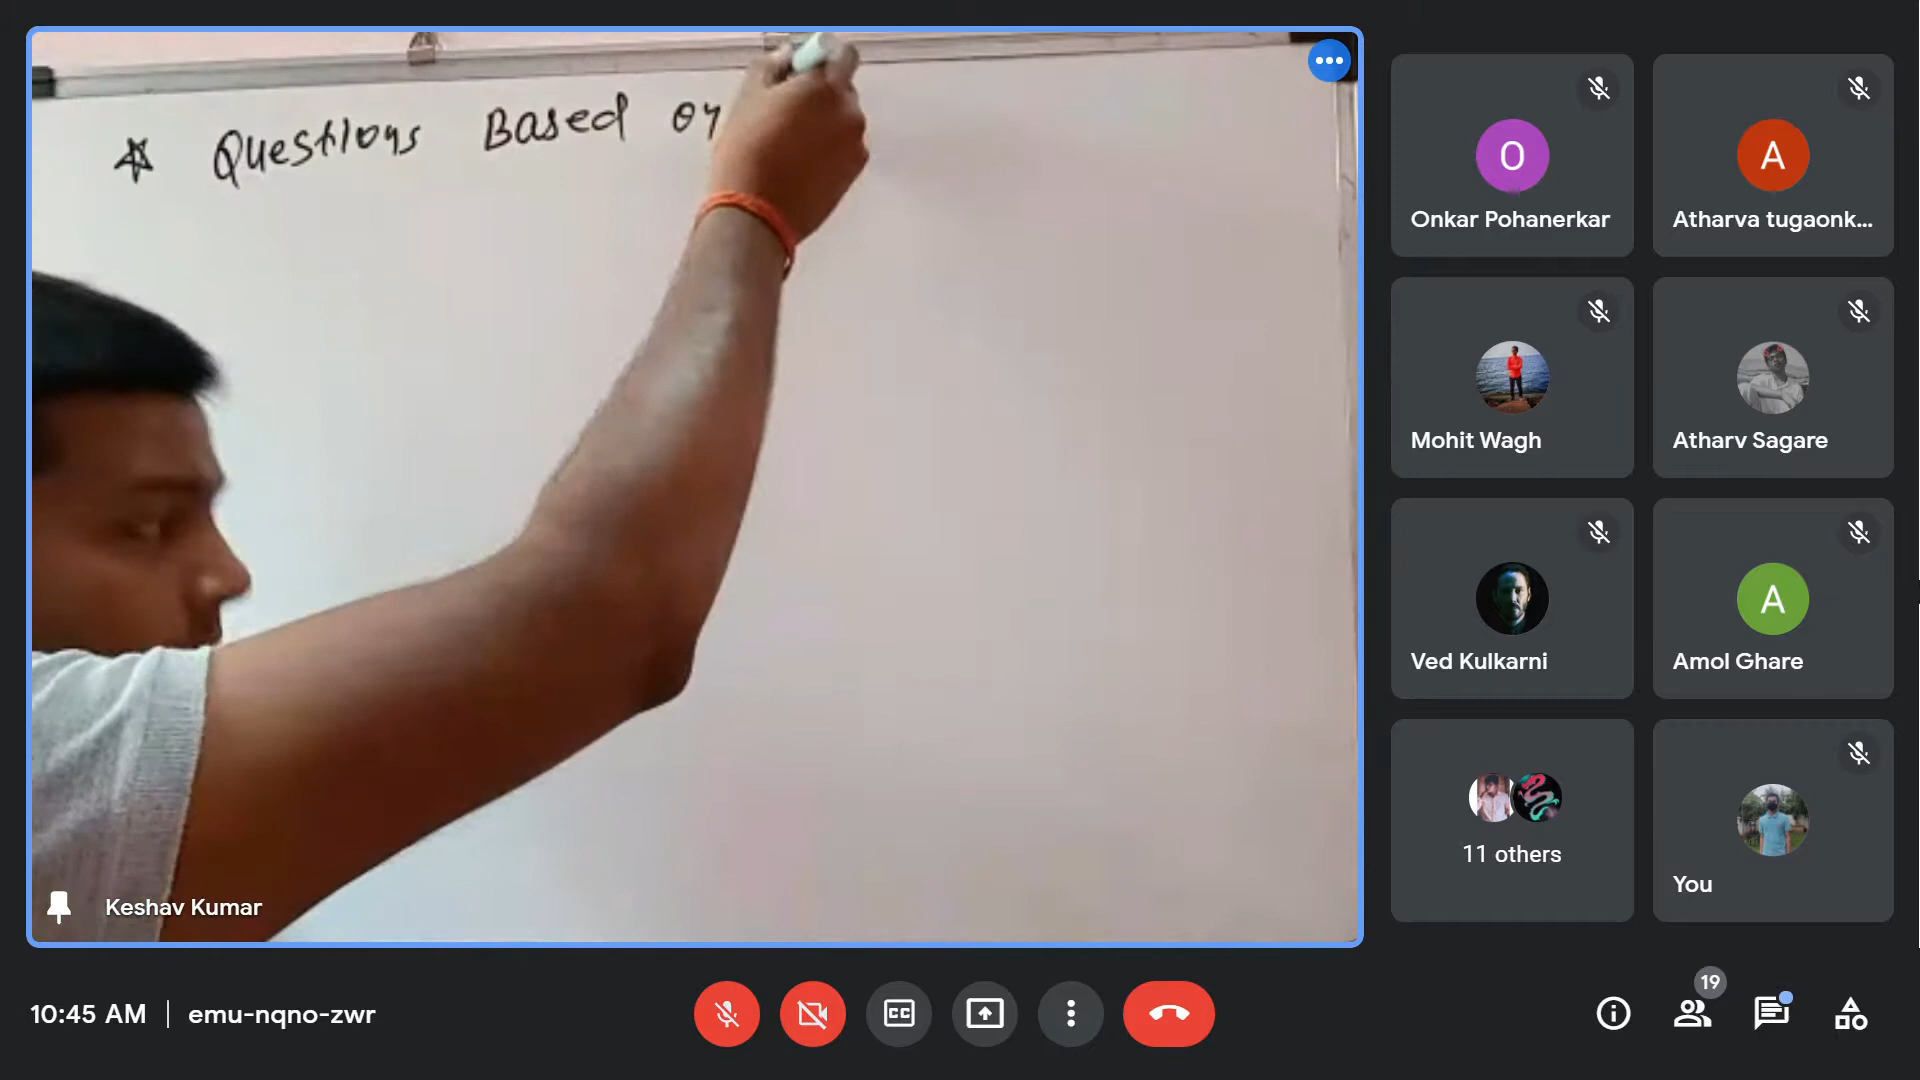 ☆ Questions Based on
O
Onkar Pohanerkar
A
Atharva tugaonk...
Mohit Wagh
Atharv Sagare
Ved Kulkarni
A
Amol Ghare
11 others
You
Keshav Kumar
10:45 AM | emu-nqno-zwr
CC
19